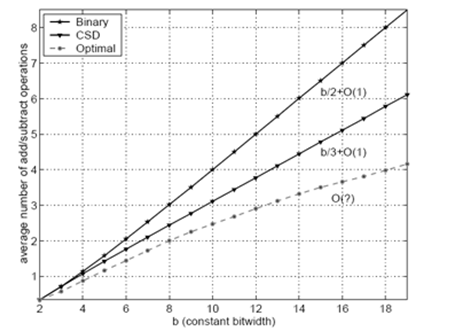 Binary
CSD
Optimal
8
7
6
5
4
3
2
1
average number of add/subtract operations
b/2+O(1)
b/3+O(1)
O(?)
2 4 6 8 10 12 14 16 18
b (constant bitwidth)